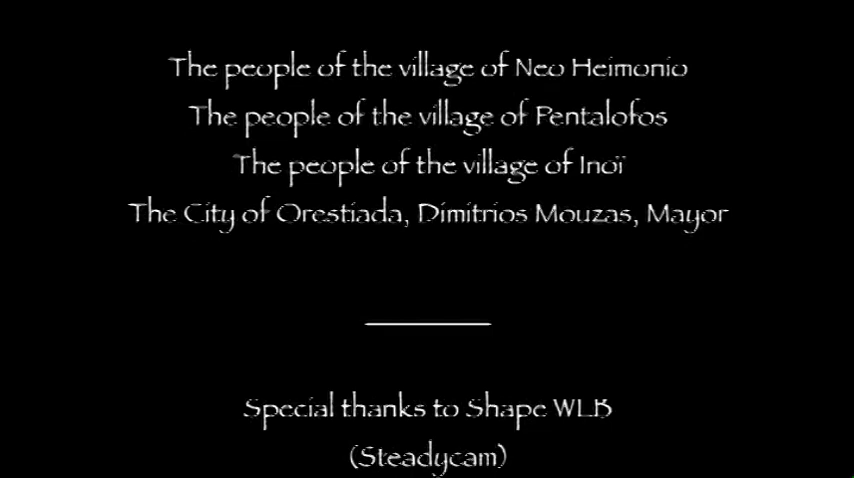 The people of the village of Neo Heimonio
The people of the village of Pentalofos
The people of the village of Inoï
The City of Orestiada, Dimitrios Mouzas, Mayor
Special thanks to Shape WLB
(Steadycam)